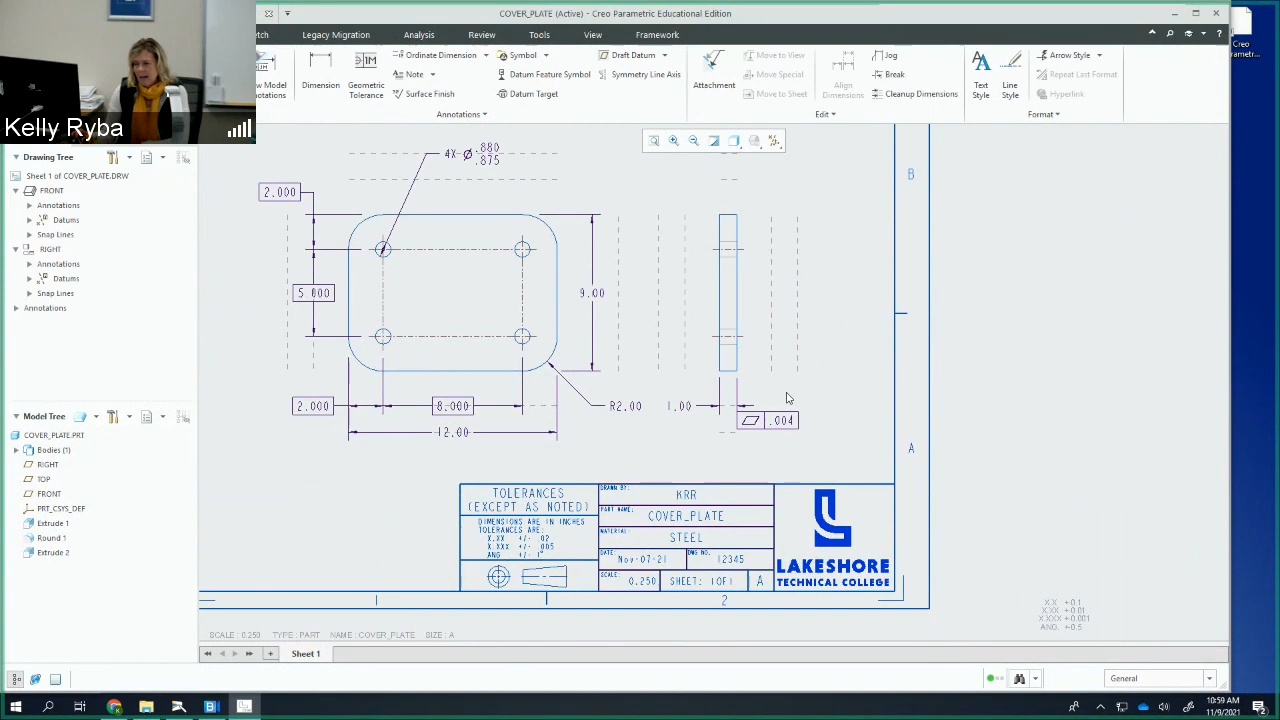 Kelly Ryba
COVER_PLATE (Active) - Creo Parametric Educational Edition
Legacy Migration
Analysis
Review
Tools
View
Framework
Dimension
Geometric
Tolerance
Ordinate Dimension
Note
Surface Finish
Symbol
Datum Feature Symbol
Datum Target
Draft Datum
Symmetry Line Axis
Annotations
Attachment
Move to View
Move Special
Move to Sheet
Align
Dimensions
Jog
Break
Cleanup Dimensions
Edit
Text
Style
Line
Style
Arrow Style
Repeat Last Format
Hyperlink
Format
Creo
Drawing Tree
Sheet 1 of COVER_PLATE.DRW
FRONT
Annotations
Datums
Snap Lines
RIGHT
Annotations
Datums
Snap Lines
Annotations
Model Tree
COVER_PLATE.PRT
Bodies (1)
RIGHT
TOP
FRONT
PRT_CSYS_DEF
Extrude 1
Round 1
Extrude 2
4X Ø .880
.875
2.000
5.000
9.00
2.000
8.000
12.00
R2.00
1.00
.004
B
A
TOLERANCES
(EXCEPT AS NOTED)
DIMENSIONS ARE IN INCHES
TOLERANCES ARE:
X.XX +/- .02
X.XXX +/- .005
ANG +/- 1°
DRAWN BY:
KRR
PART NAME:
COVER_PLATE
MATERIAL
STEEL
DATE
Nov-07-21
DWG NO.
12345
SCALE:
0.250
SHEET: 1 OF 1
A
LAKESHORE
TECHNICAL COLLEGE
1
2
X.X +-0.1
X.XX +-0.01
X.XXX +-0.001
ANG. +-0.5
SCALE : 0.250 TYPE : PART NAME : COVER_PLATE SIZE : A
Sheet 1
General
10:59 AM
11/9/2021